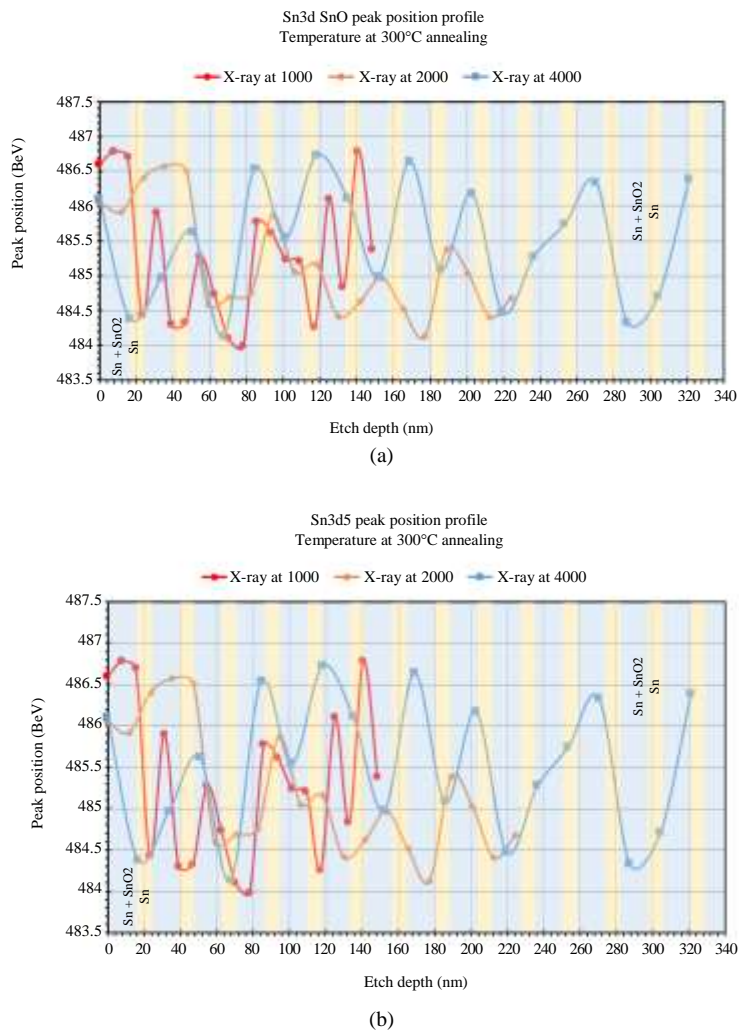 Sn3d SnO peak position profile
Temperature at 300°C annealing
X-ray at 1000 X-ray at 2000 X-ray at 4000
487.5
487
486.5
486
485.5
485
484.5
484
483.5
Peak position (BeV)
Sn + SnO2
Sn
Sn + SnO2
Sn
0 20 40 60 80 100 120 140 160 180 200 220 240 260 280 300 320 340
Etch depth (nm)
(a)
Sn3d5 peak position profile
Temperature at 300°C annealing
X-ray at 1000 X-ray at 2000 X-ray at 4000
487.5
487
486.5
486
485.5
485
484.5
484
483.5
Peak position (BeV)
Sn + SnO2
Sn
Sn + SnO2
Sn
0 20 40 60 80 100 120 140 160 180 200 220 240 260 280 300 320 340
Etch depth (nm)
(b)